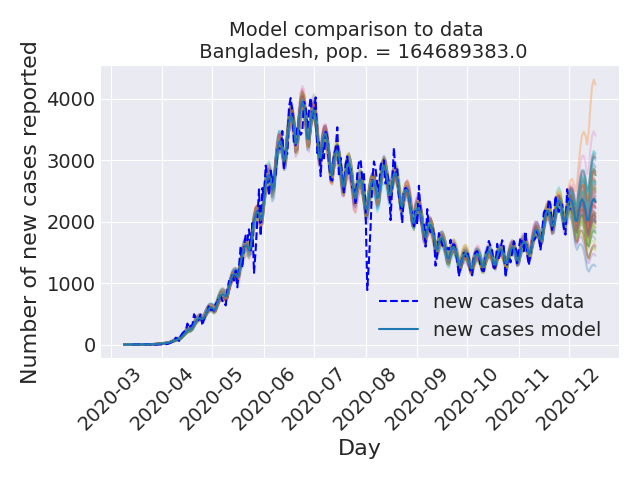 Model comparison to data
Bangladesh, pop. = 164689383.0
Number of new cases reported
4000
3000
2000
1000
0
new cases data
new cases model
2020-03
2020-04
2020-05
2020-06
2020-07
2020-08
2020-09
2020-10
2020-11
2020-12
Day